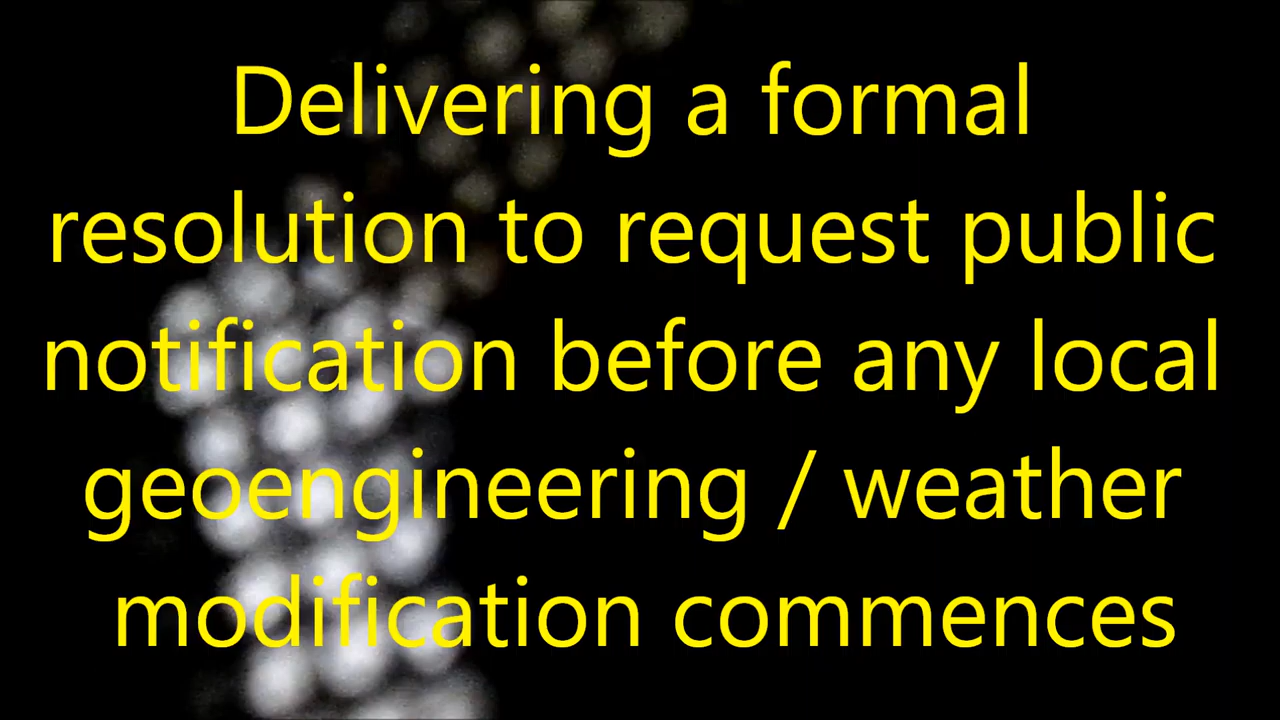 Delivering a formal
resolution to request public
notification before any local
geoengineering / weather
modification commences